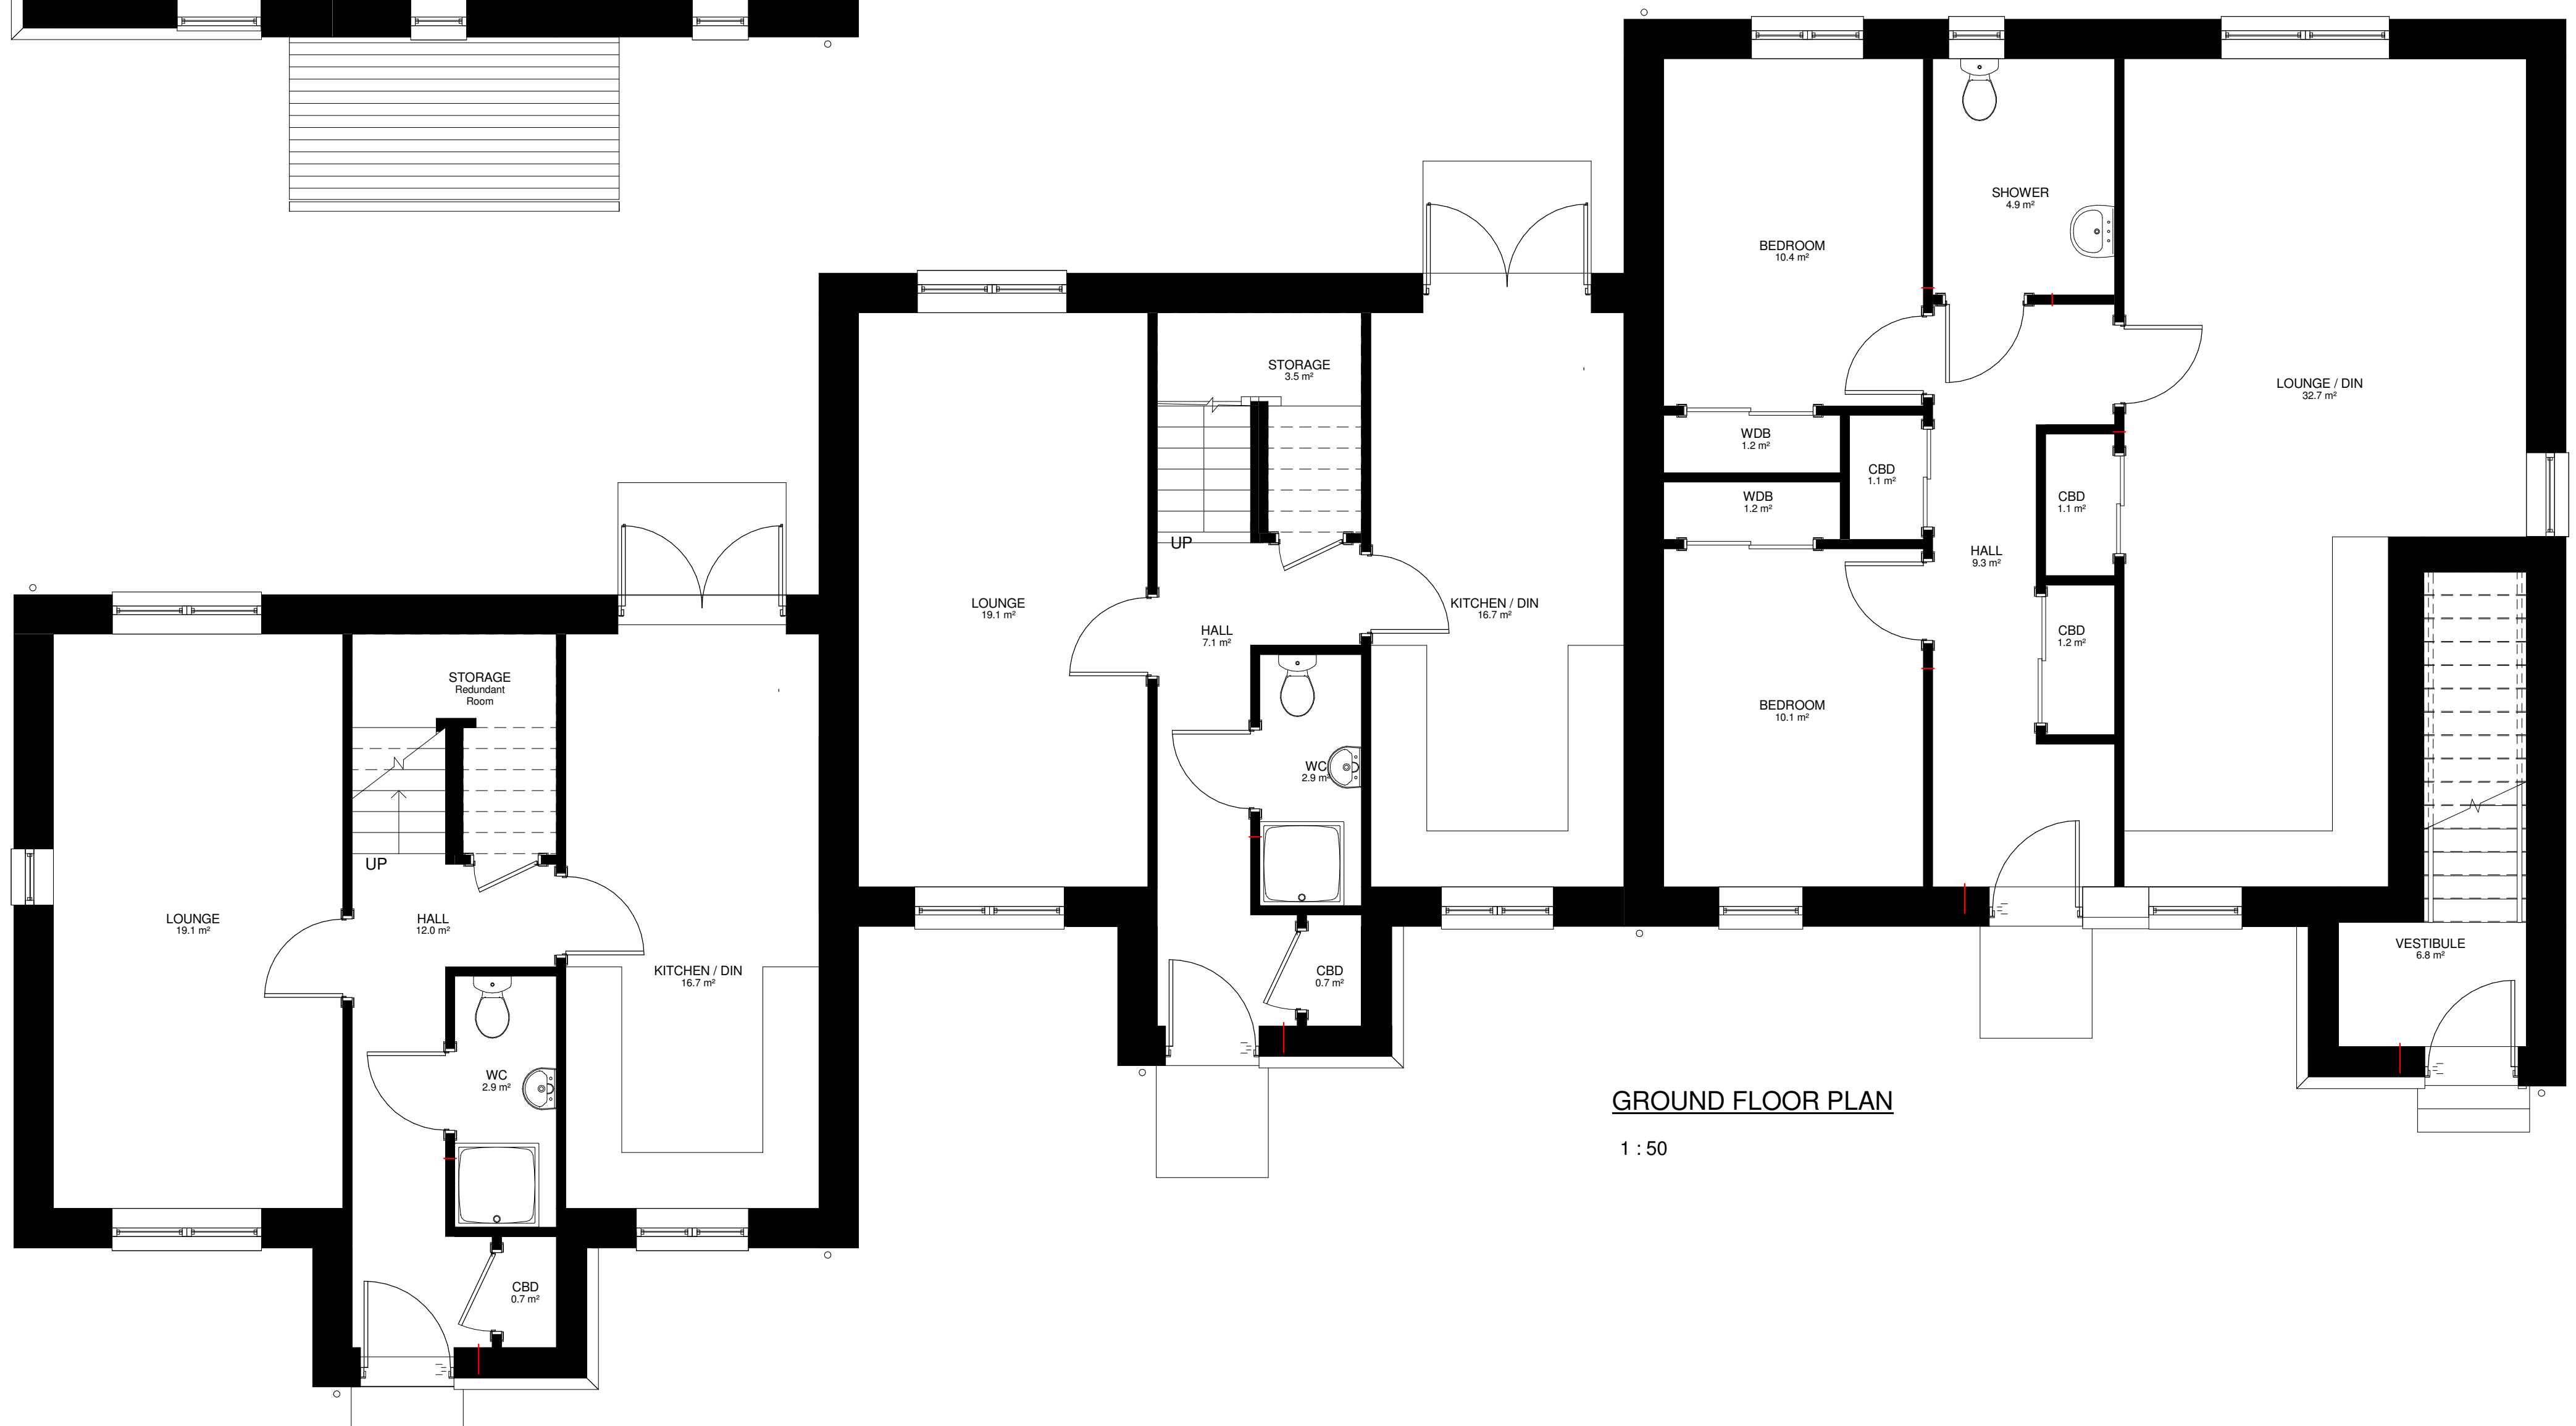 STORAGE
Redundant
Room
UP
LOUNGE
19.1 m²
HALL
12.0 m²
KITCHEN / DIN
16.7 m²
WC
2.9 m²
CBD
0.7 m²
STORAGE
3.5 m²
UP
LOUNGE
19.1 m²
HALL
7.1 m²
KITCHEN / DIN
16.7 m²
WC
2.9 m²
CBD
0.7 m²
BEDROOM
10.4 m²
SHOWER
4.9 m²
LOUNGE / DIN
32.7 m²
WDB
1.2 m²
CBD
1.1 m²
WDB
1.2 m²
CBD
1.1 m²
HALL
9.3 m²
CBD
1.2 m²
BEDROOM
10.1 m²
VESTIBULE
6.8 m²
GROUND FLOOR PLAN
1 : 50